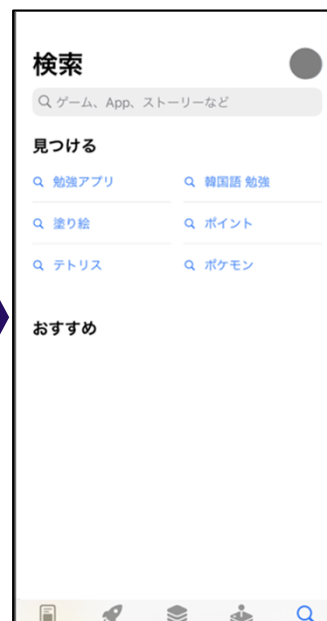 検索
ゲーム、App、ストーリーなど
見つける
勉強アプリ
韓国語 勉強
塗り絵
ポイント
テトリス
ポケモン
おすすめ